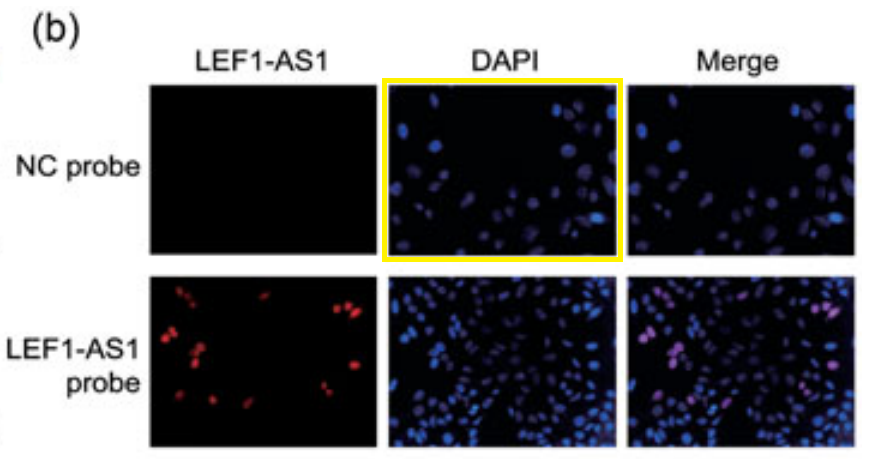 (b)
LEF1-AS1 DAPI Merge
NC probe
LEF1-AS1
probe